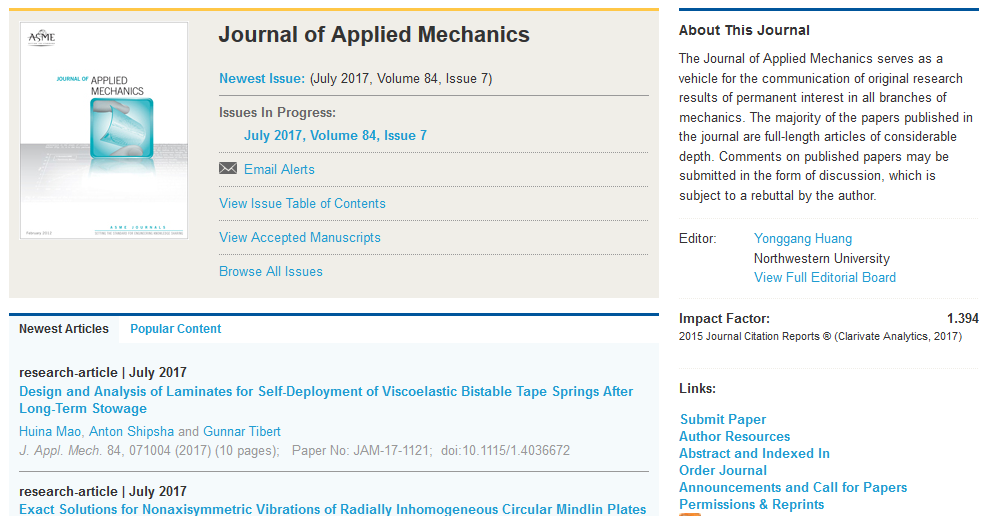 ASME
JOURNAL OF APPLIED
MECHANICS
ASME JOURNALS
February 2013
Journal of Applied Mechanics
Newest Issue: (July 2017, Volume 84, Issue 7)
Issues In Progress:
July 2017, Volume 84, Issue 7
Email Alerts
View Issue Table of Contents
View Accepted Manuscripts
Browse All Issues
Newest Articles Popular Content
research-article | July 2017
Design and Analysis of Laminates for Self-Deployment of Viscoelastic Bistable Tape Springs After
Long-Term Stowage
Huina Mao, Anton Shipsha and Gunnar Tibert
J. Appl. Mech. 84, 071004 (2017) (10 pages); Paper No: JAM-17-1121; doi:10.1115/1.4036672
research-article | July 2017
Exact Solutions for Nonaxisymmetric Vibrations of Radially Inhomogeneous Circular Mindlin Plates
About This Journal
The Journal of Applied Mechanics serves as a
vehicle for the communication of original research
results of permanent interest in all branches of
mechanics. The majority of the papers published in
the journal are full-length articles of considerable
depth. Comments on published papers may be
submitted in the form of discussion, which is
subject to a rebuttal by the author.
Editor: Yonggang Huang
Northwestern University
View Full Editorial Board
Impact Factor: 1.394
2015 Journal Citation Reports ® (Clarivate Analytics, 2017)
Links:
Submit Paper
Author Resources
Abstract and Indexed In
Order Journal
Announcements and Call for Papers
Permissions & Reprints